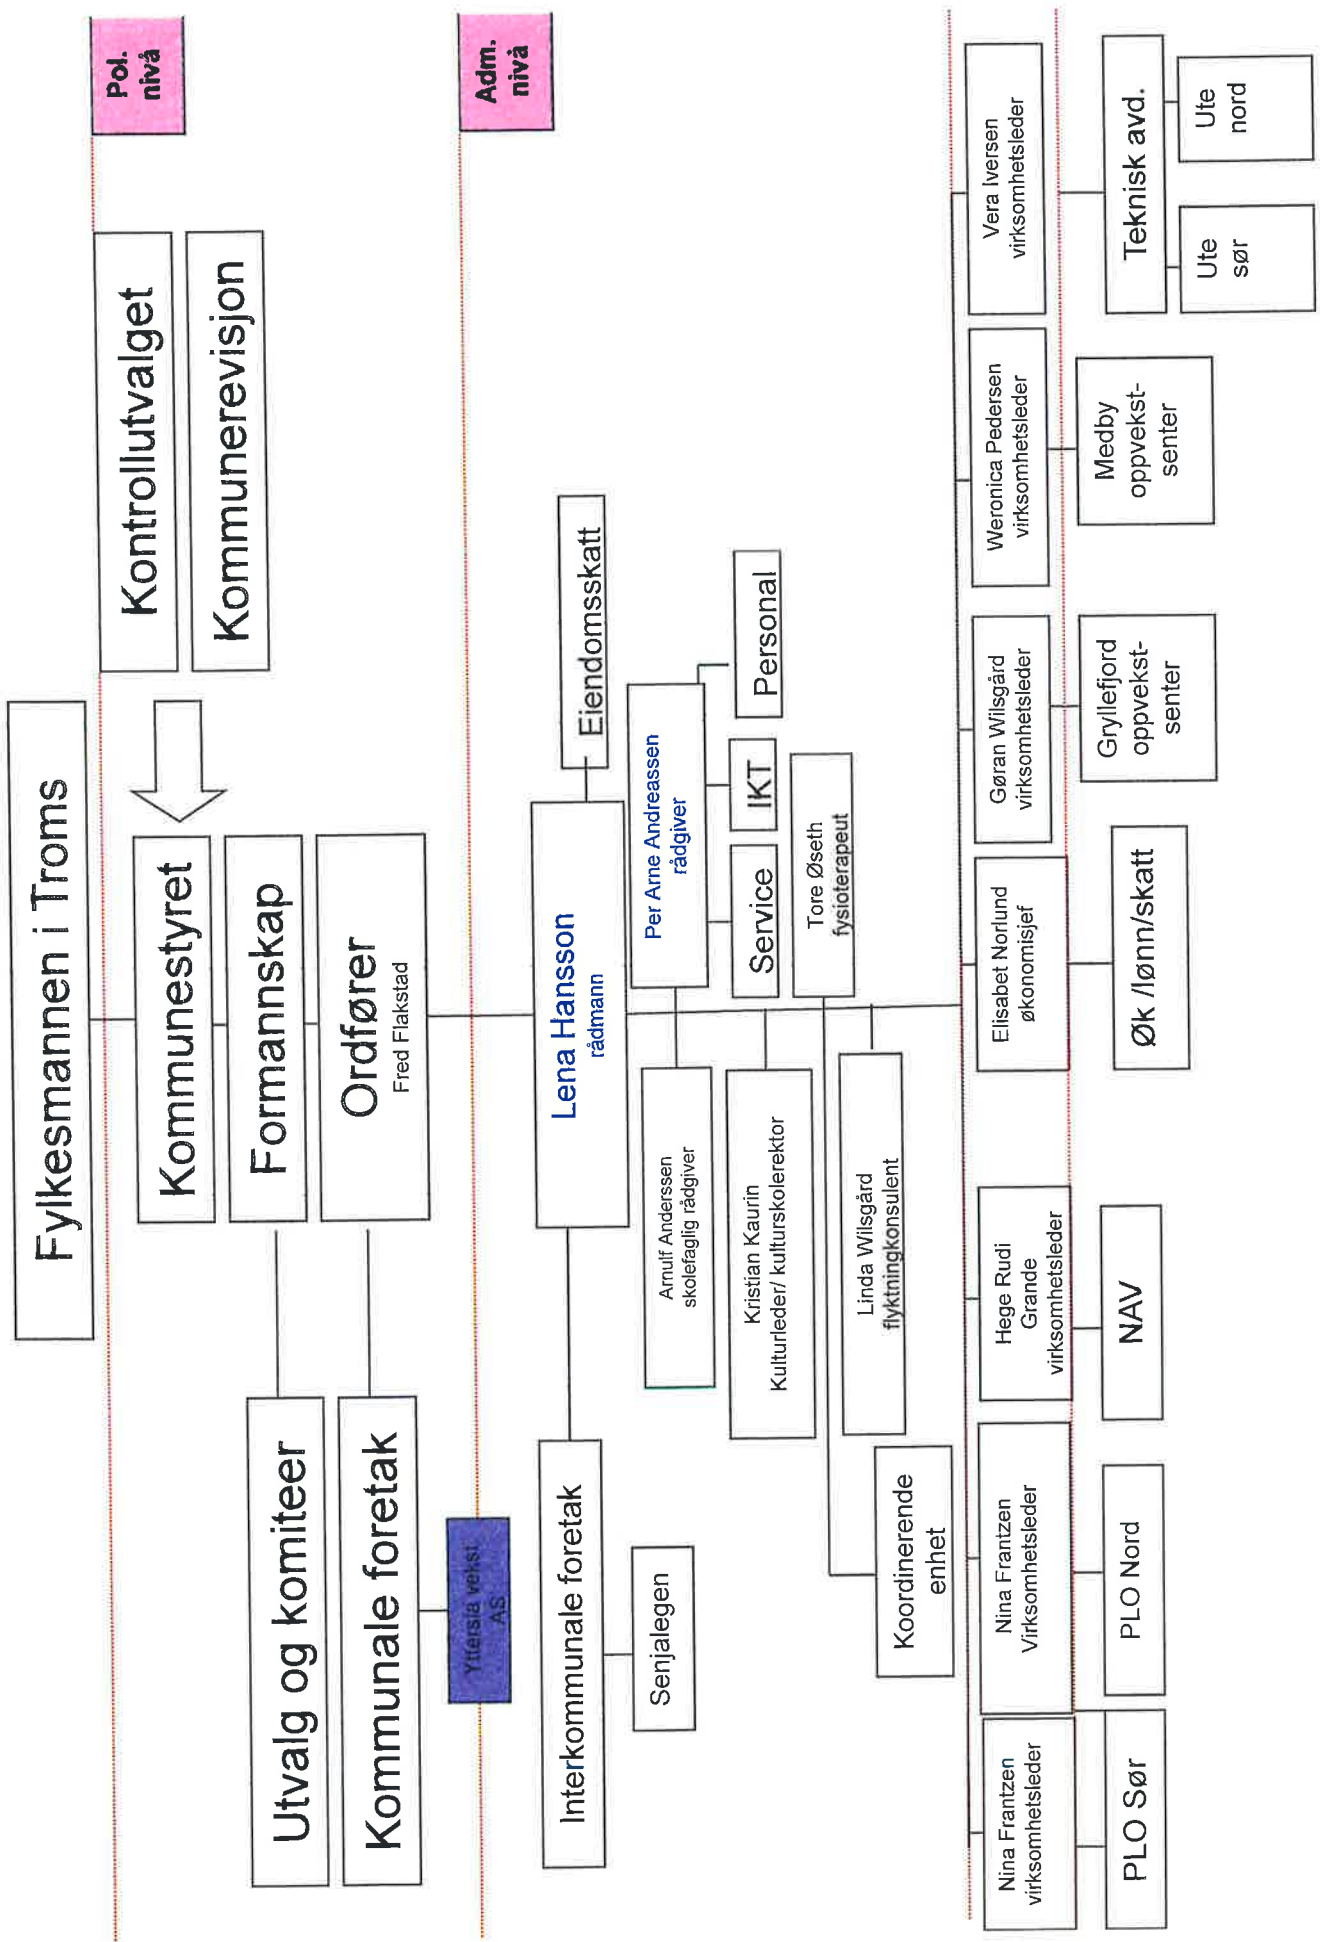 Fylkesmannen i Troms
Pol.
nivå
Kontrollutvalget
Kommunerevisjon
Kommunestyret
Formannskap
Ordfører
Fred Flakstad
Utvalg og komiteer
Kommunale foretak
Yttersia vekst
AS
Adm.
nivå
Lena Hansson
rådmann
Eiendomsskatt
Interkommunale foretak
Senjalegen
Per Arne Andreassen
rådgiver
Service
IKT
Personal
Arnulf Anderssen
skolefaglig rådgiver
Kristian Kaurin
Kulturleder/ kulturskolerektor
Tore Øseth
fysioterapeut
Linda Wilsgård
flyktningkonsulent
Koordinerende
enhet
Nina Frantzen
virksomhetsleder
Nina Frantzen
Virksomhetsleder
Hege Rudi
Grande
virksomhetsleder
Elisabet Norlund
økonomisjef
Gøran Wilsgård
virksomhetsleder
Weronica Pedersen
virksomhetsleder
Vera Iversen
virksomhetsleder
PLO Sør
PLO Nord
NAV
Øk /lønn/skatt
Gryllefjord
oppvekst-
senter
Medby
oppvekst-
senter
Teknisk avd.
Ute
sør
Ute
nord